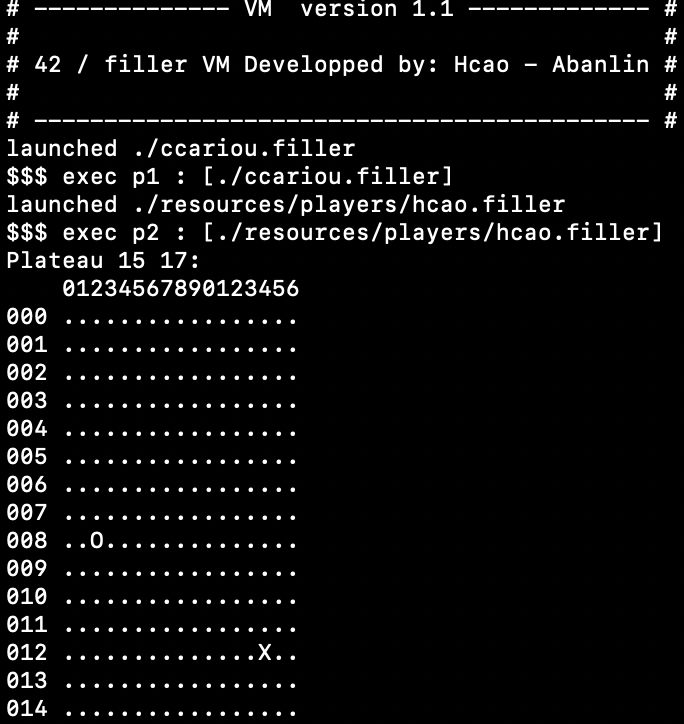 # -------------- VM  version 1.1 ------------- #
#                                              #
# 42 / filler VM Developped by: Hcao - Abanlin #
#                                              #
# -------------------------------------------- #
launched ./ccariou.filler
$$$ exec p1 : [./ccariou.filler]
launched ./resources/players/hcao.filler
$$$ exec p2 : [./resources/players/hcao.filler]
Plateau 15 17:
    01234567890123456
000 .................
001 .................
002 .................
003 .................
004 .................
005 .................
006 .................
007 .................
008 ..O..............
009 .................
010 .................
011 .................
012 ..............X..
013 .................
014 .................